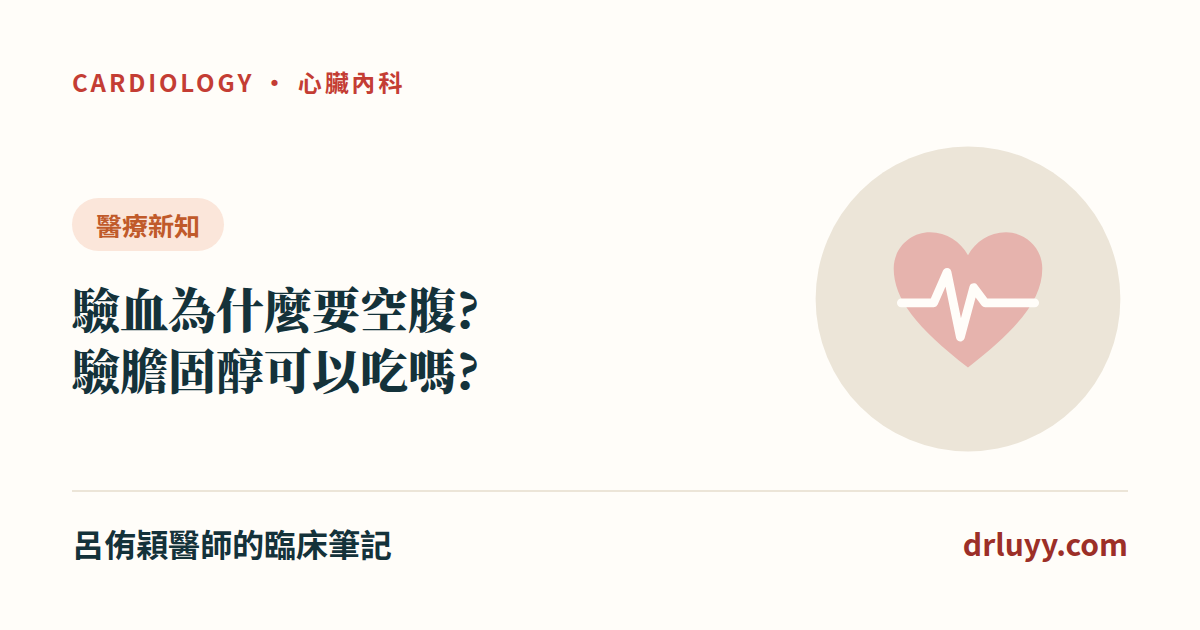 CARDIOLOGY · 心臟內科
醫療新知
驗血為什麼要空腹?
驗膽固醇可以吃嗎?
呂侑穎醫師的臨床筆記
drluyy.com